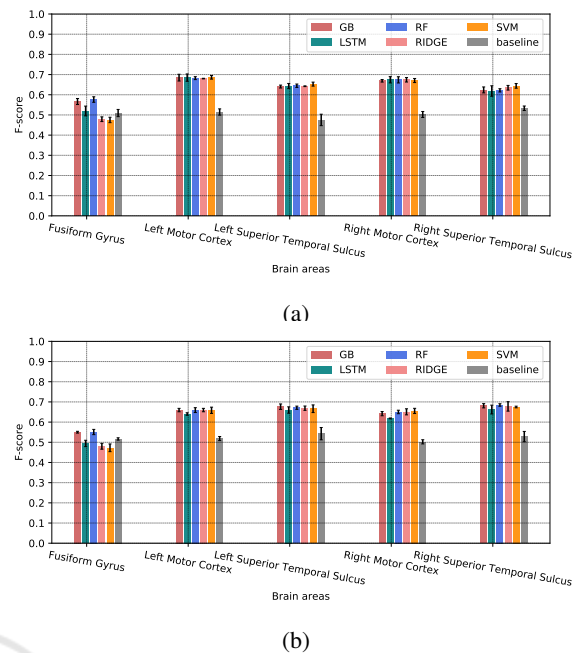 1.0
0.9
0.8
0.7
0.6
0.5
0.4
0.3
0.2
0.1
0.0
F-score
GB RF SVM
LSTM RIDGE baseline
Fusiform Gyrus
Left Motor Cortex
Left Superior Temporal Sulcus
Right Motor Cortex
Right Superior Temporal Sulcus
Brain areas
(a)
1.0
0.9
0.8
0.7
0.6
0.5
0.4
0.3
0.2
0.1
0.0
F-score
GB RF SVM
LSTM RIDGE baseline
Fusiform Gyrus
Left Motor Cortex
Left Superior Temporal Sulcus
Right Motor Cortex
Right Superior Temporal Sulcus
Brain areas
(b)